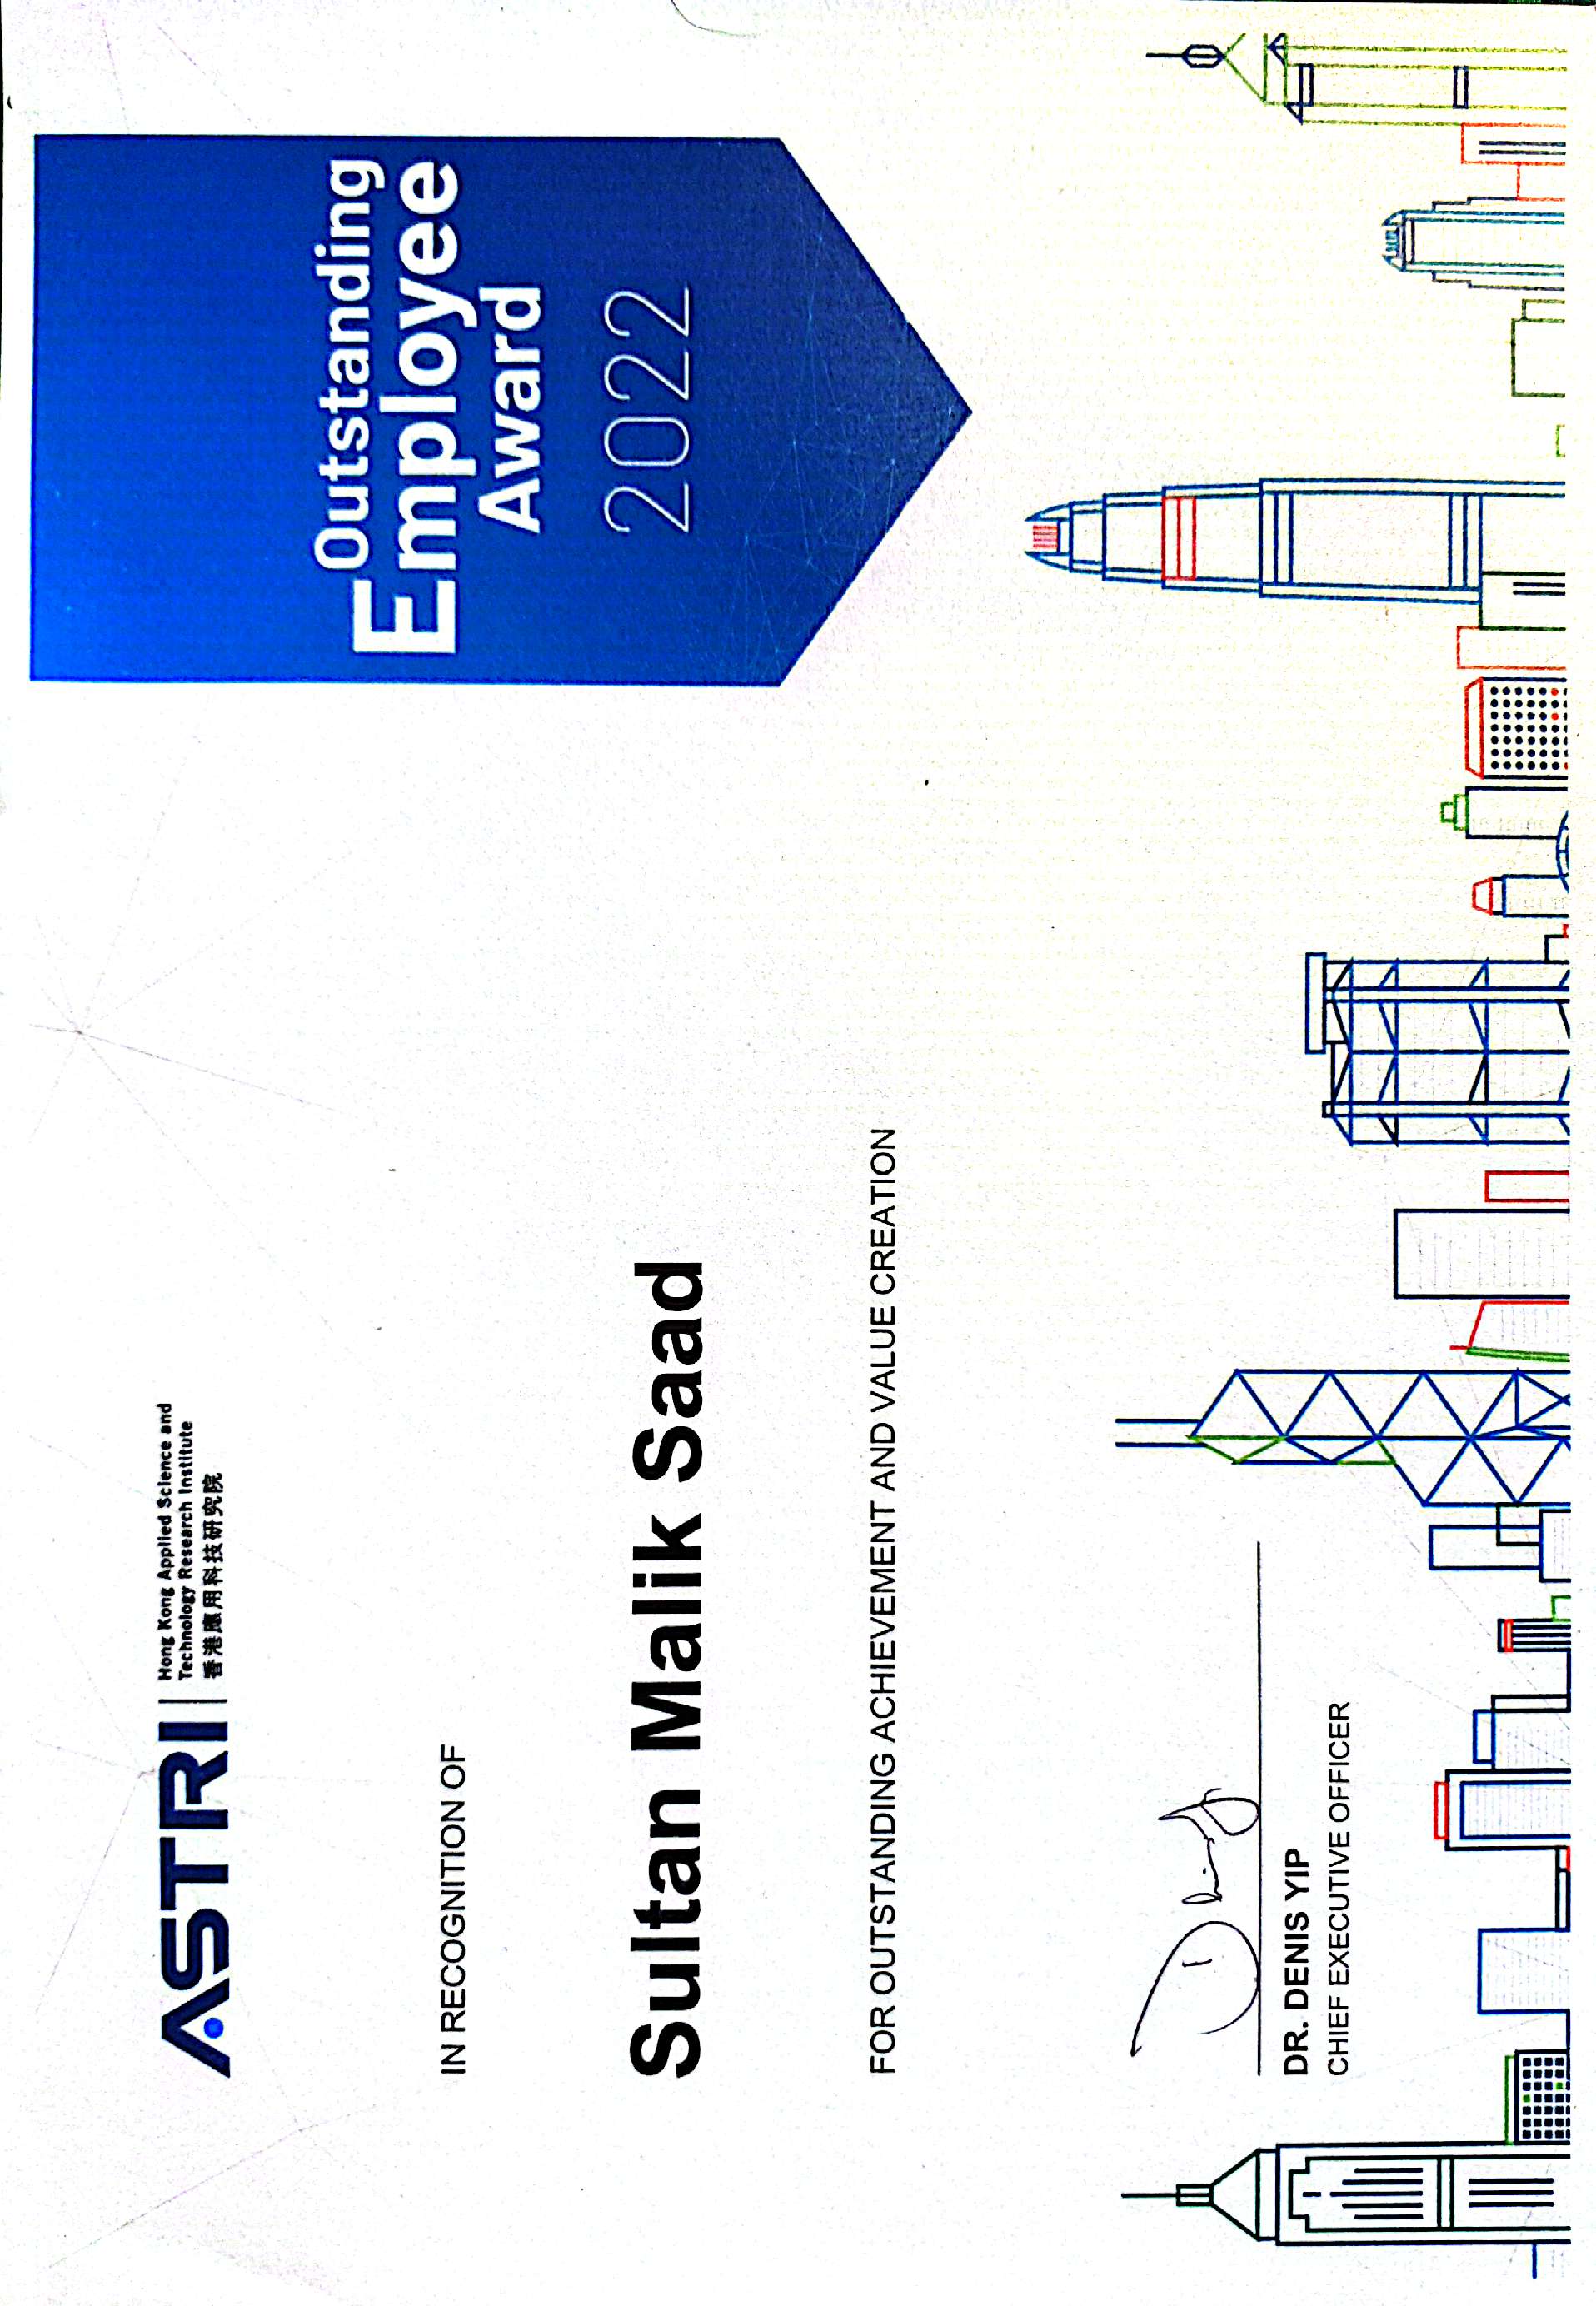 ASTRI
Hong Kong Applied Science and
Technology Research Institute
香港應用科技研究院
Outstanding
Employee
Award
2022
IN RECOGNITION OF
Sultan Malik Saad
FOR OUTSTANDING ACHIEVEMENT AND VALUE CREATION
DR. DENIS YIP
CHIEF EXECUTIVE OFFICER